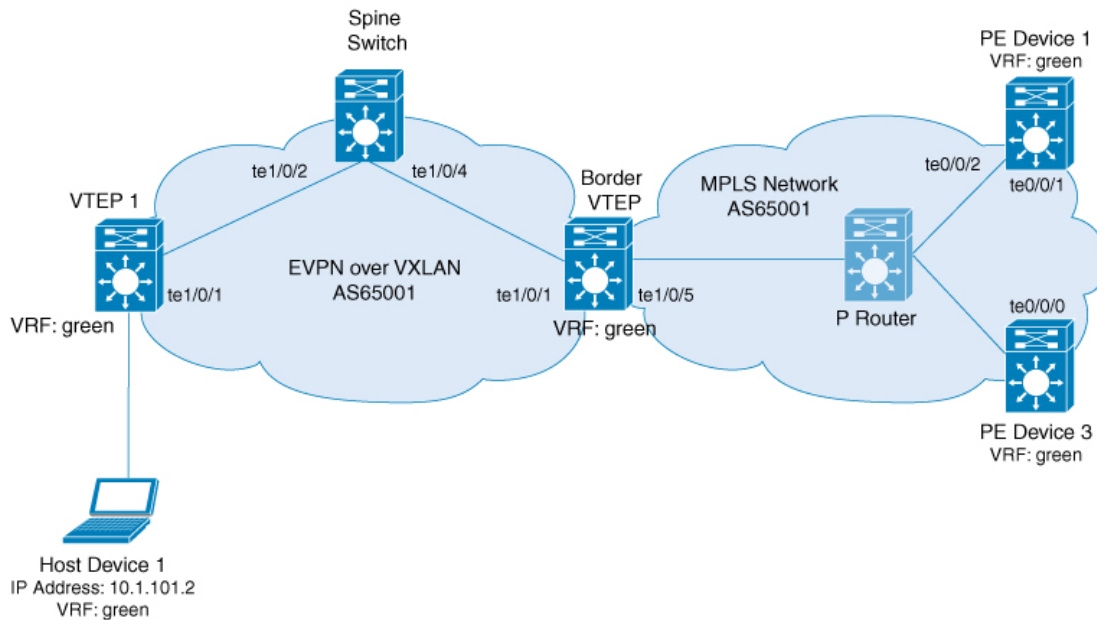 Spine
Switch
PE Device 1
VRF: green
te1/0/2
te1/0/4
Border
VTEP
MPLS Network
AS65001
te0/0/2
te0/0/1
VTEP 1
EVPN over VXLAN
AS65001
te1/0/1
te1/0/1
te1/0/5
te0/0/0
VRF: green
VRF: green
P Router
PE Device 3
VRF: green
Host Device 1
IP Address: 10.1.101.2
VRF: green